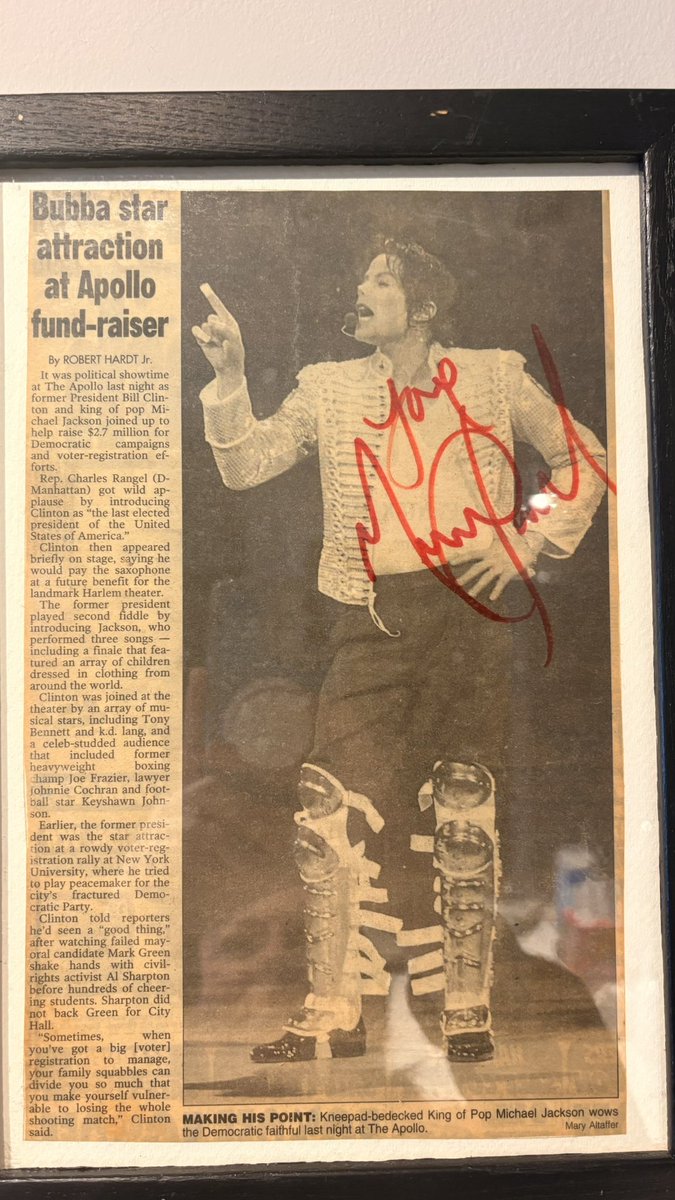 Bubba star
attraction
at Apollo
fund-raiser
By ROBERT HARDT Jr.
It was political showtime
at The Apollo last night as
former President Bill Clin-
ton and king of pop Mi-
chael Jackson joined up to
help raise $2.7 million for
Democratic campaigns
and voter-registration ef-
forts.
Rep. Charles Rangel (D-
Manhattan) got wild ap-
plause by introducing
Clinton as "the last elected
president of the United
States of America."
Clinton then appeared
briefly on stage, saying he
would pay the saxophone
at a future benefit for the
landmark Harlem theater.
The former president
played second fiddle by
introducing Jackson, who
performed three songs —
including a finale that fea-
tured an array of children
dressed in clothing from
around the world.
Clinton was joined at the
theater by an array of mu-
sical stars, including Tony
Bennett and k.d. lang, and
a celeb-studded audience
that included former
heavyweight boxing
champ Joe Frazier, lawyer
Johnnie Cochran and foot-
ball star Keyshawn John-
son.
Earlier, the former presi-
dent was the star attrac-
tion at a rowdy voter-reg-
istration rally at New York
University, where he tried
to play peacemaker for the
city's fractured Demo-
cratic Party.
Clinton told reporters
he'd seen a "good thing,"
after watching failed may-
oral candidate Mark Green
shake hands with civil-
rights activist Al Sharpton
before hundreds of cheer-
ing students. Sharpton did
not back Green for City
Hall.
"Sometimes, when
you've got a big [voter]
registration to manage,
your family squabbles can
divide you so much that
you make yourself vulner-
able to losing the whole
shooting match," Clinton
said.
MAKING HIS POINT: Kneepad-bedecked King of Pop Michael Jackson wows
the Democratic faithful last night at The Apollo.
Mary Altaffer